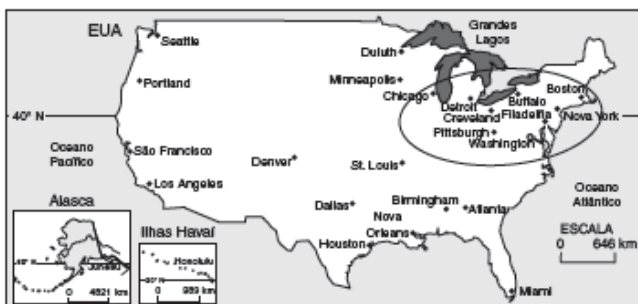 EUA
Seattle
Grandes
Lagos
Duluth
Portland
Minneapolis
Boston
Chicago
Buffalo
Detroit
40° N
Creveland
Filadélfia
Nova York
Pittsburgh
Washington
Oceano
Pacífico
São Francisco
Denver
St. Louis
Los Angeles
Oceano
Atlântico
Alasca
Dallas
Birmingham
Atlanta
Nova
Orleans
Ilhas Havaí
ESCALA
0 646 km
Houston
Honolulu
Juneau
0 4821 km
0 989 km
Miami